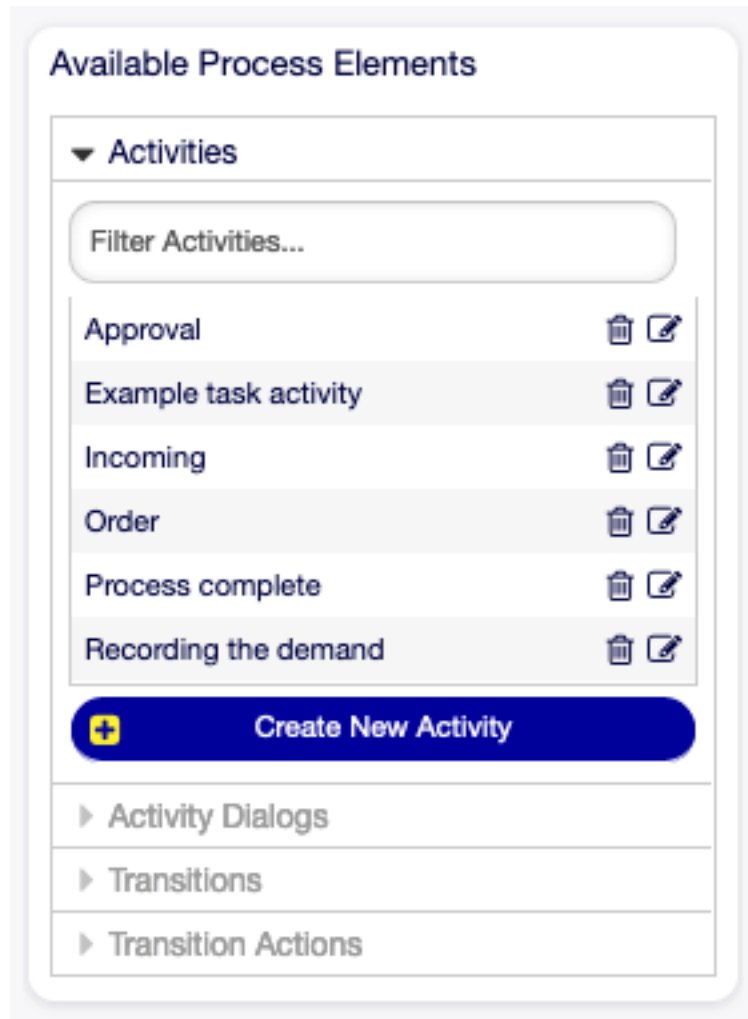 Available Process Elements
Activities
Filter Activities...
Approval
Example task activity
Incoming
Order
Process complete
Recording the demand
Create New Activity
Activity Dialogs
Transitions
Transition Actions